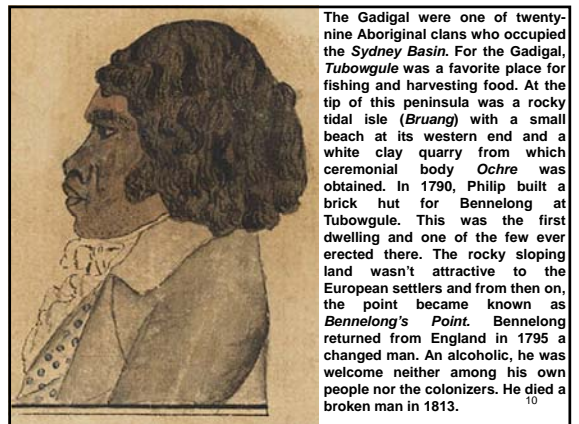 The Gadigal were one of twenty-
nine Aboriginal clans who occupied
the Sydney Basin. For the Gadigal,
Tubowgule was a favorite place for
fishing and harvesting food. At the
tip of this peninsula was a rocky
tidal isle (Bruang) with a small
beach at its western end and a
white clay quarry from which
ceremonial body Ochre was
obtained. In 1790, Philip built a
brick hut for Bennelong at
Tubowgule. This was the first
dwelling and one of the few ever
erected there. The rocky sloping
land wasn't attractive to the
European settlers and from then on,
the point became known as
Bennelong's Point. Bennelong
returned from England in 1795 a
changed man. An alcoholic, he was
welcome neither among his own
people nor the colonizers. He died a
broken man in 1813.
10